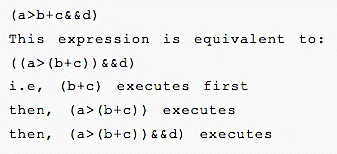 (a>b+c&&d)
This expression is equivalent to:
((a>(b+c))&&d)
i.e, (b+c) executes first
then, (a>(b+c)) executes
then, (a>(b+c))&&d) executes